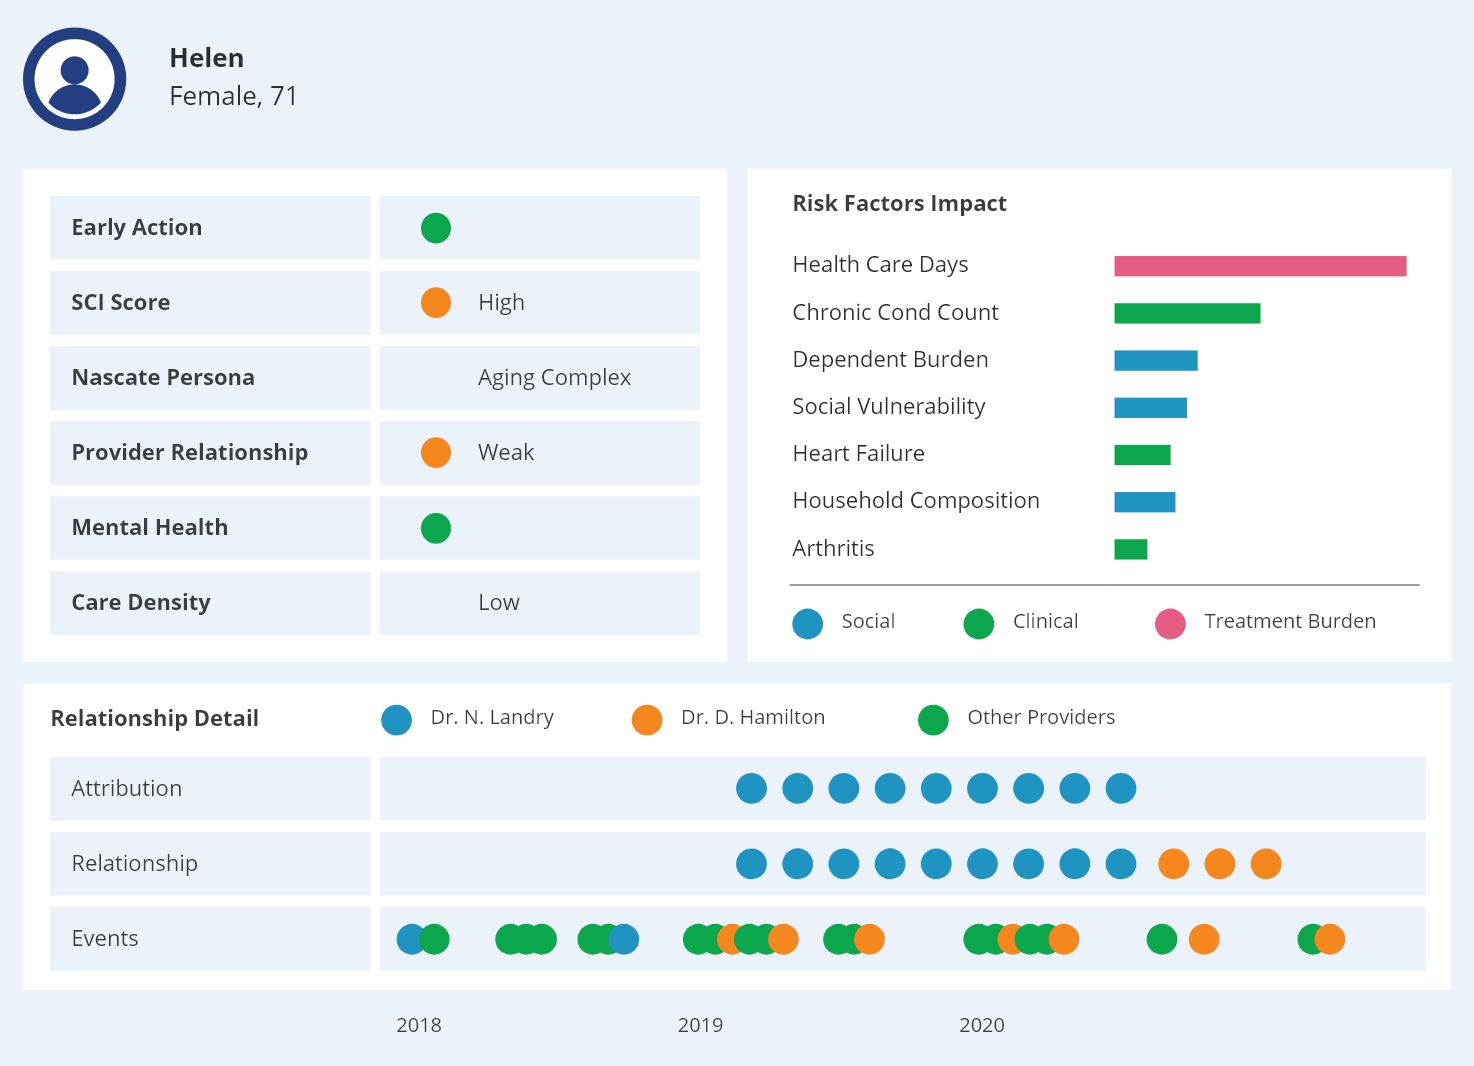 Helen
Female, 71
Early Action
SCI Score
High
Nascate Persona
Aging Complex
Provider Relationship
Weak
Mental Health
Care Density
Low
Risk Factors Impact
Health Care Days
Chronic Cond Count
Dependent Burden
Social Vulnerability
Heart Failure
Household Composition
Arthritis
Social
Clinical
Treatment Burden
Relationship Detail
Dr. N. Landry
Dr. D. Hamilton
Other Providers
Attribution
Relationship
Events
2018
2019
2020